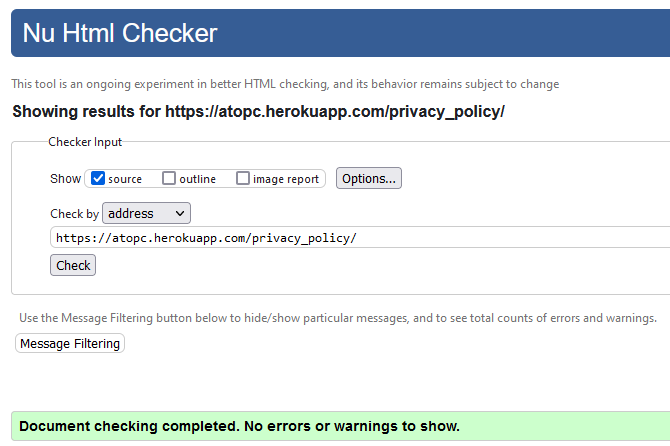 Nu Html Checker
This tool is an ongoing experiment in better HTML checking, and its behavior remains subject to change
Showing results for https://atopc.herokuapp.com/privacy_policy/
Checker Input
Show source outline image report Options...
Check by address
https://atopc.herokuapp.com/privacy_policy/
Check
Use the Message Filtering button below to hide/show particular messages, and to see total counts of errors and warnings.
Message Filtering
Document checking completed. No errors or warnings to show.